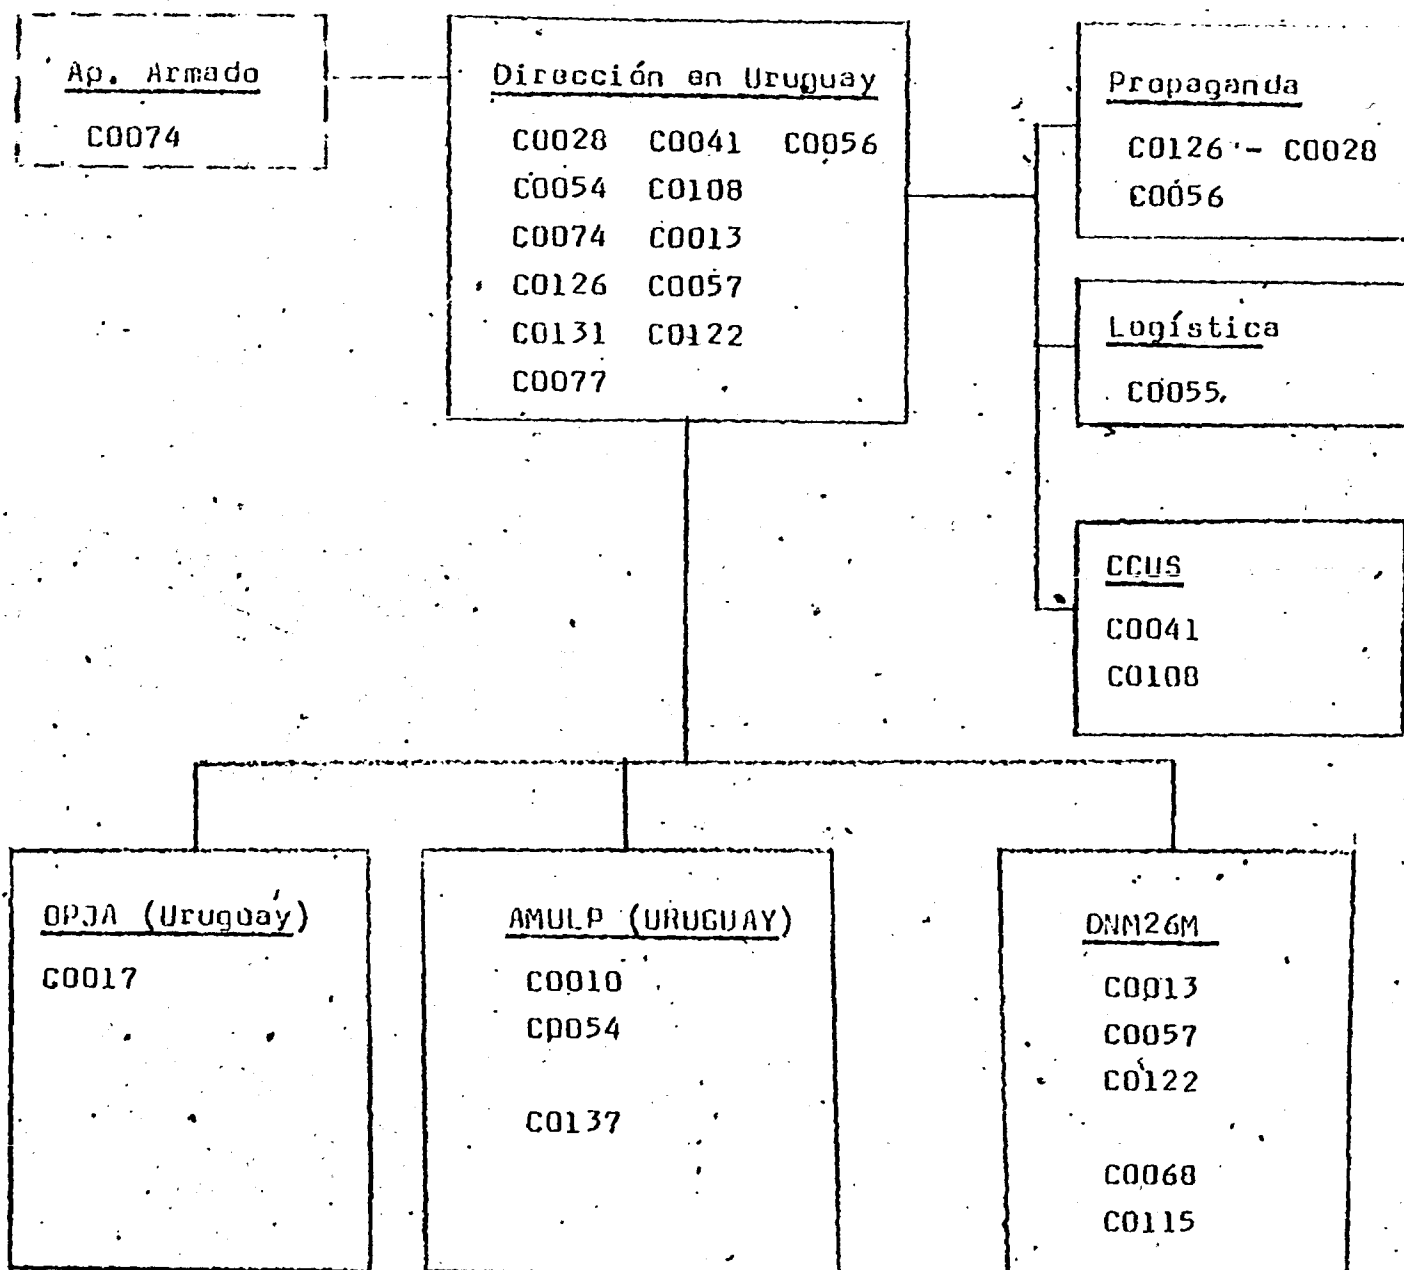 Ap. Armado
C0074
Dirección en Uruguay
C0028 C0041 C0056
C0054 C0108
C0074 C0013
C0126 C0057
C0131 C0122
C0077
Propaganda
C0126 - C0028
C0056
Logística
C0055.
CCUS
C0041
C0108
OPJA (Uruguay)
C0017
AMULP (URUGUAY)
C0010
C0054
C0137
DNM26M
C0013
C0057
C0122
C0068
C0115